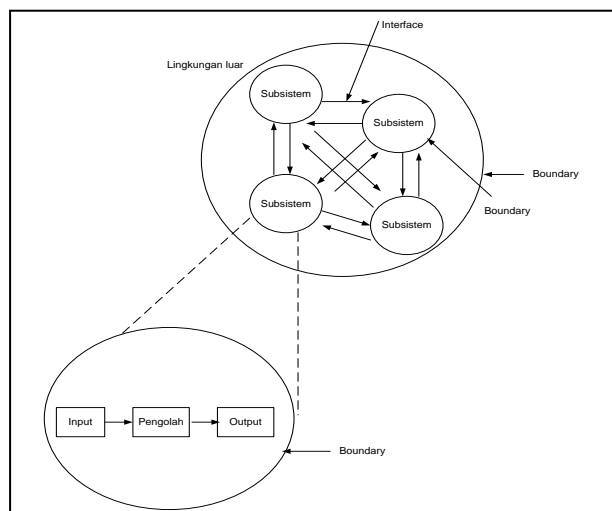 Interface
Lingkungan luar
Subsistem
Subsistem
Boundary
Subsistem
Boundary
Subsistem
Input
Pengolah
Output
Boundary